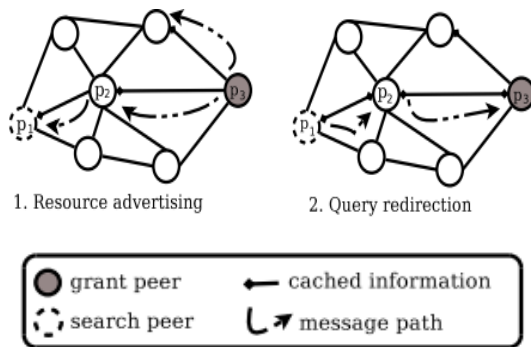 p2
p3
p1
p2
p3
p1
1. Resource advertising
2. Query redirection
grant peer
cached information
search peer
message path